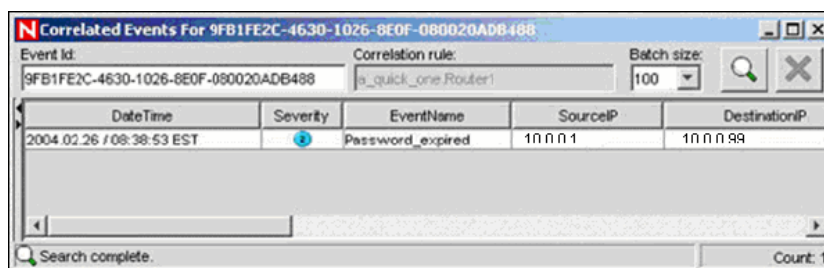 N Correlated Events For 9FB1FE2C-4630-1026-8E0F-080020ADB488
Event Id: Correlation rule: Batch size:
9FB1FE2C-4630-1026-8E0F-080020ADB488 a_quick_one.Router1 100
DateTime Severity EventName SourceIP DestinationIP
2004.02.26 / 08:38:53 EST 2 Password_expired 10.0.0.1 10.0.0.99
Search complete. Count: 1